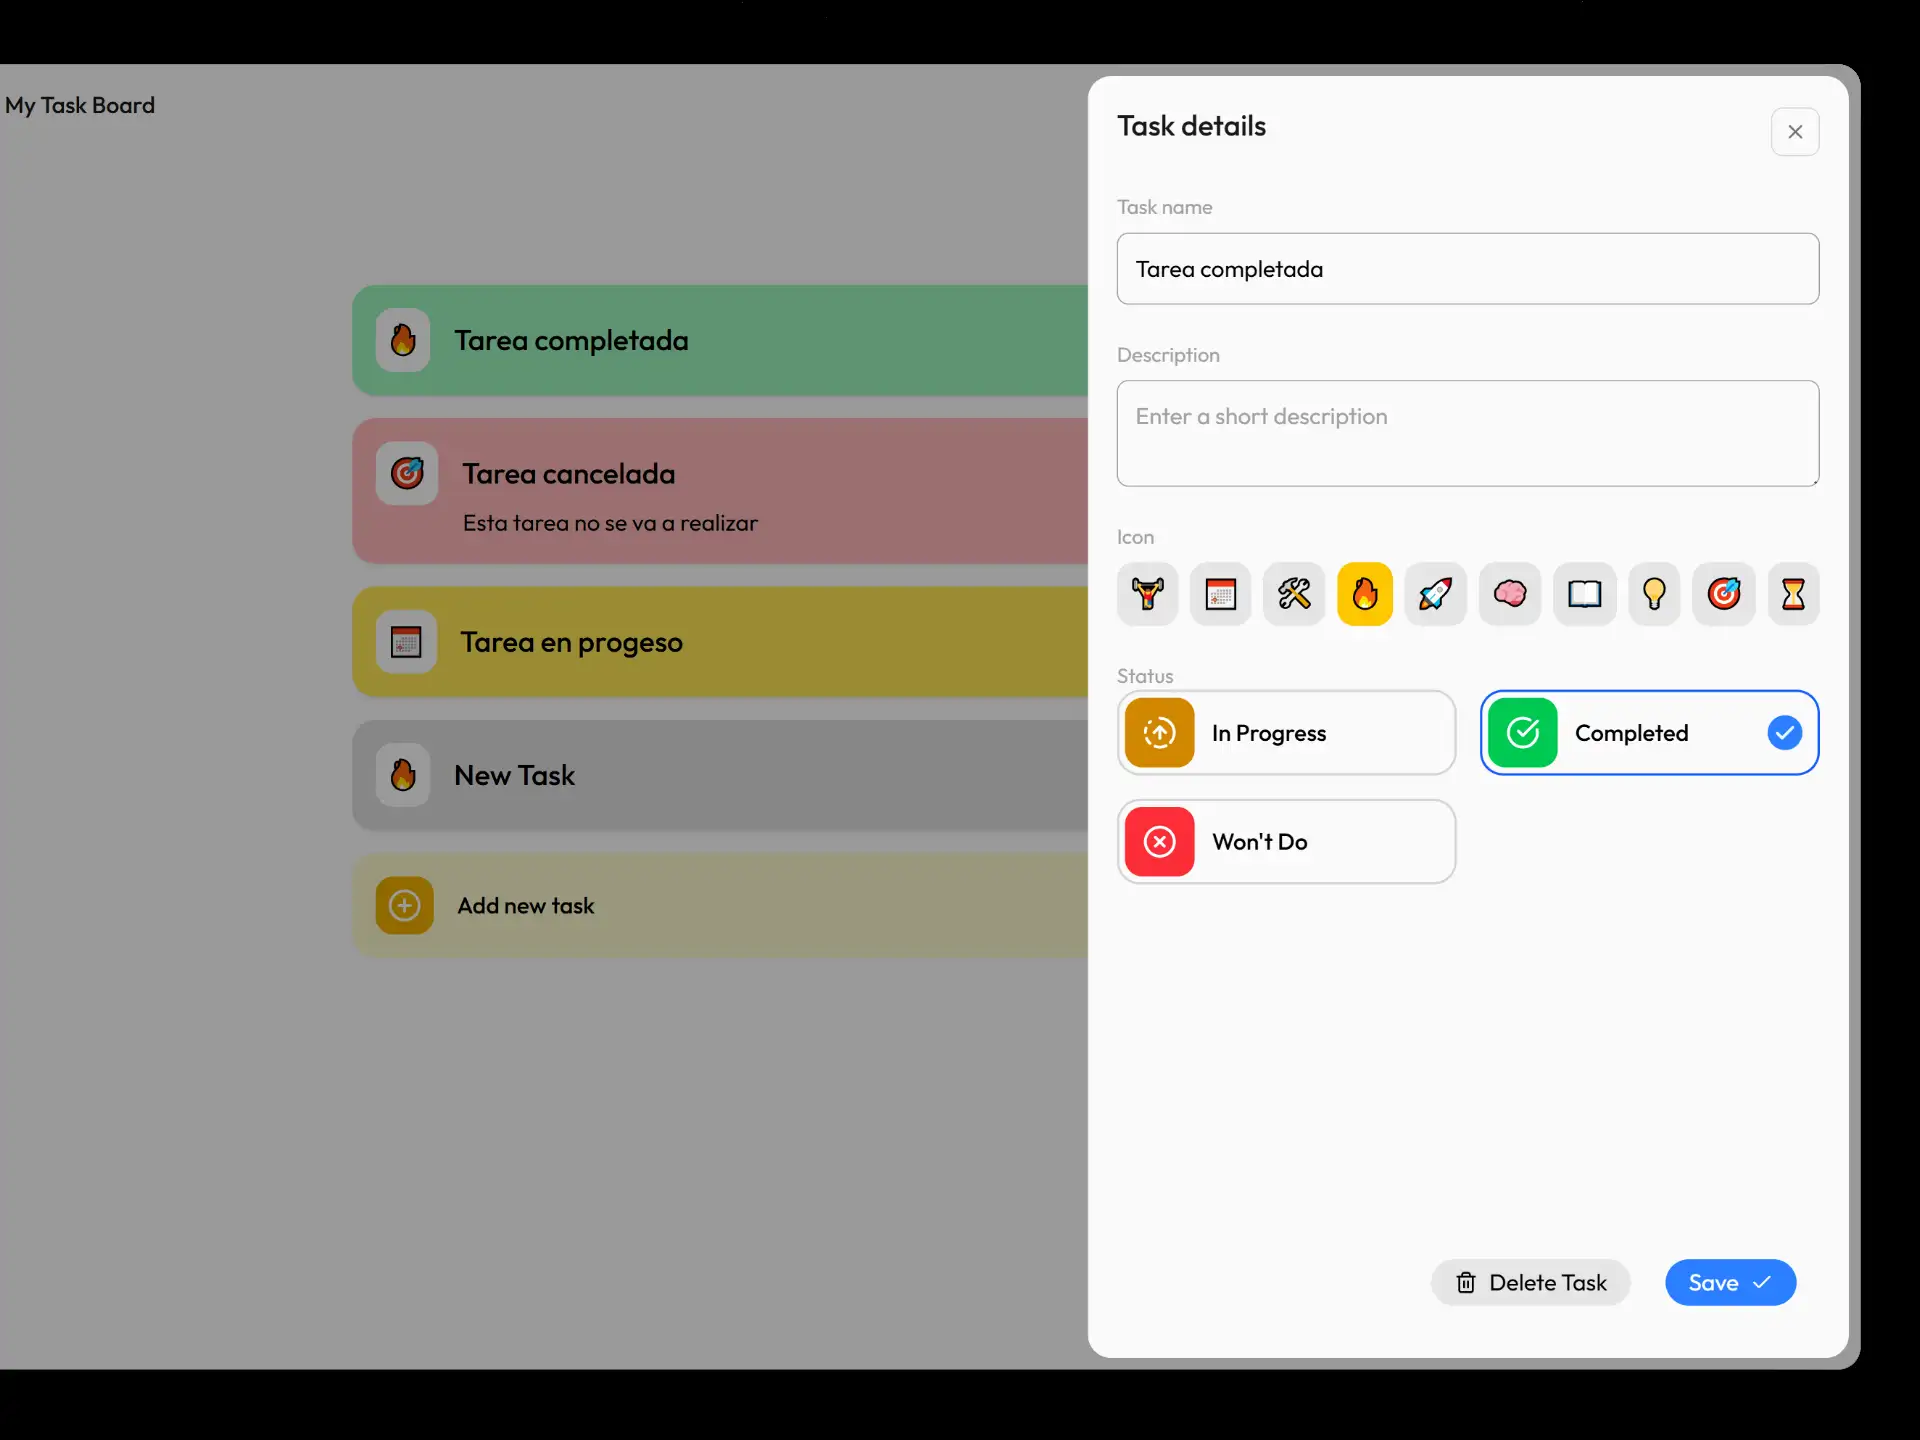 My Task Board
Tarea completada
Tarea cancelada
Esta tarea no se va a realizar
Tarea en progeso
New Task
Add new task
Task details
Task name
Tarea completada
Description
Enter a short description
Icon
Status
In Progress
Completed
Won't Do
Delete Task
Save